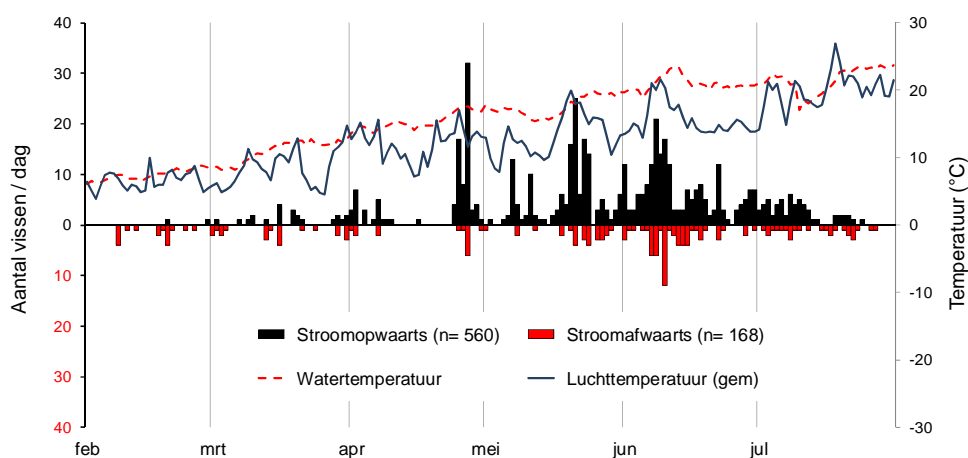 Aantal vissen / dag
40
30
20
10
0
10
20
30
40
30
20
10
0
-10
-20
-30
Temperatuur (°C)
Stroomopwaarts (n= 560)
Stroomafwaarts (n= 168)
Watertemperatuur
Luchttemperatuur (gem)
feb
mrt
apr
mei
jun
jul